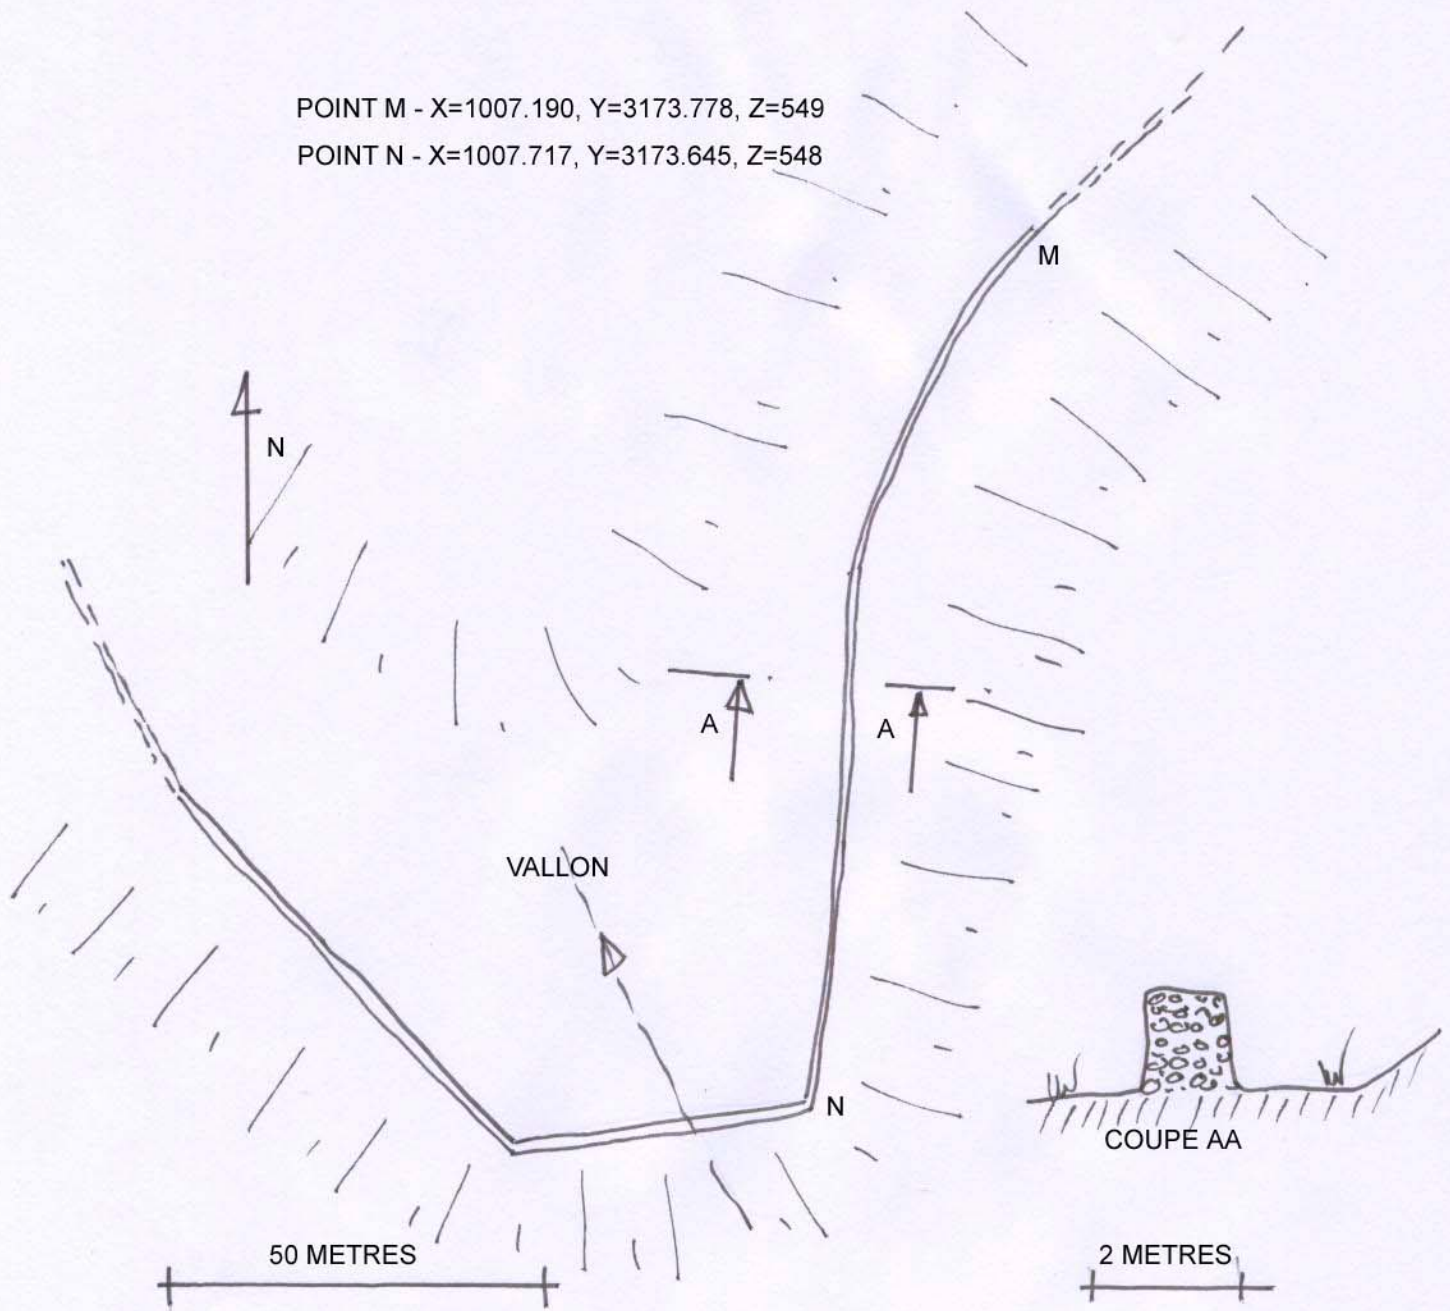 POINT M - X=1007.190, Y=3173.778, Z=549
POINT N - X=1007.717, Y=3173.645, Z=548
M
N
A
A
VALLON
N
COUPE AA
50 METRES
2 METRES